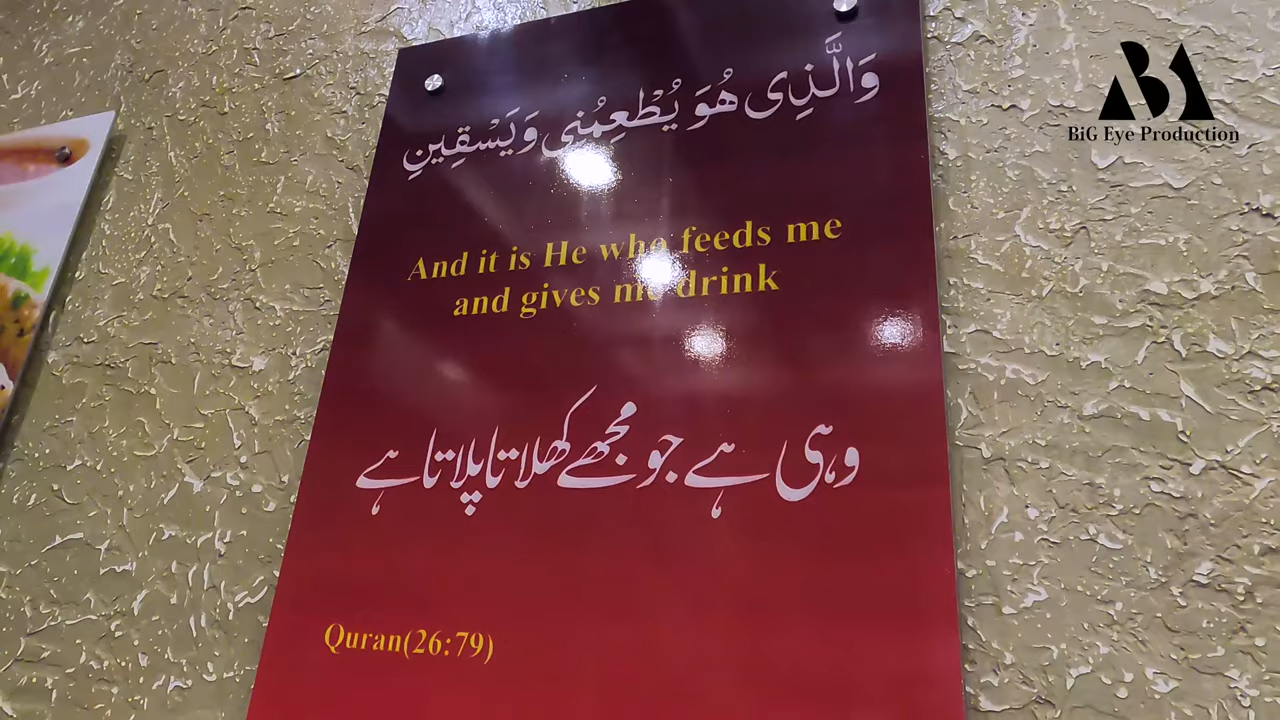 وَالَّذِى هُوَ يُطْعِمُنِى وَيَسْقِينِ
And it is He who feeds me
and gives me drink
وہی ہے جو مجھے کھلاتا پلاتا ہے
Quran(26:79)
BiG Eye Production